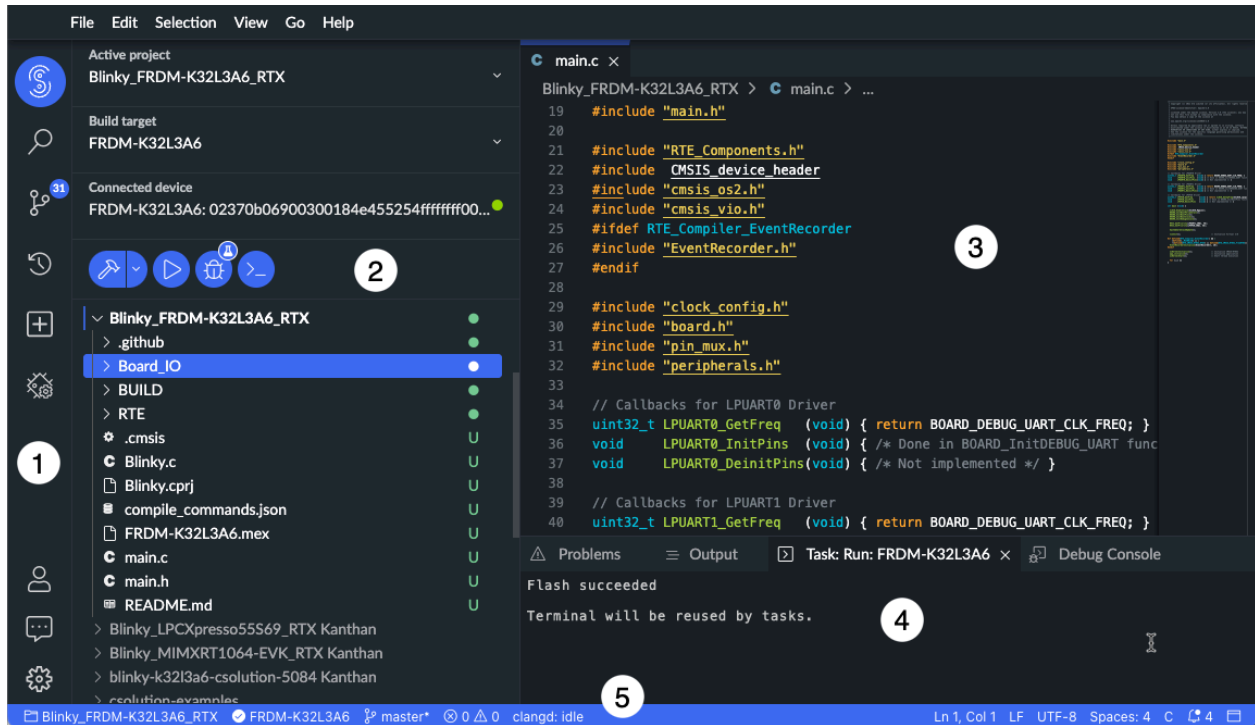 File Edit Selection View Go Help
Active project
Blinky_FRDM-K32L3A6_RTX
Build target
FRDM-K32L3A6
Connected device
FRDM-K32L3A6: 02370b06900300184e455254fffffff00...
31
2
Blinky_FRDM-K32L3A6_RTX
.github
Board_IO
BUILD
RTE
.cmsis U
C Blinky.c U
Blinky.cprj U
compile_commands.json U
FRDM-K32L3A6.mex U
C main.c U
C main.h U
README.md U
Blinky_LPCXpresso55S69_RTX Kanthan
Blinky_MIMXRT1064-EVK_RTX Kanthan
blinky-k32l3a6-csolution-5084 Kanthan
csolution-examples
1
C main.c ×
Blinky_FRDM-K32L3A6_RTX > C main.c > ...
19 #include "main.h"
20
21 #include "RTE_Components.h"
22 #include CMSIS_device_header
23 #include "cmsis_os2.h"
24 #include "cmsis_vio.h"
25 #ifdef RTE_Compiler_EventRecorder
26 #include "EventRecorder.h"
27 #endif
28
29 #include "clock_config.h"
30 #include "board.h"
31 #include "pin_mux.h"
32 #include "peripherals.h"
33
34 // Callbacks for LPUART0 Driver
35 uint32_t LPUART0_GetFreq (void) { return BOARD_DEBUG_UART_CLK_FREQ; }
36 void LPUART0_InitPins (void) { /* Done in BOARD_InitDEBUG_UART func
37 void LPUART0_DeinitPins(void) { /* Not implemented */ }
38
39 // Callbacks for LPUART1 Driver
40 uint32_t LPUART1_GetFreq (void) { return BOARD_DEBUG_UART_CLK_FREQ; }
3
Problems Output Task: Run: FRDM-K32L3A6 × Debug Console
Flash succeeded
Terminal will be reused by tasks.
4
5
Blinky_FRDM-K32L3A6_RTX FRDM-K32L3A6 master* 0 0 clangd: idle Ln 1, Col 1 LF UTF-8 Spaces: 4 C 4